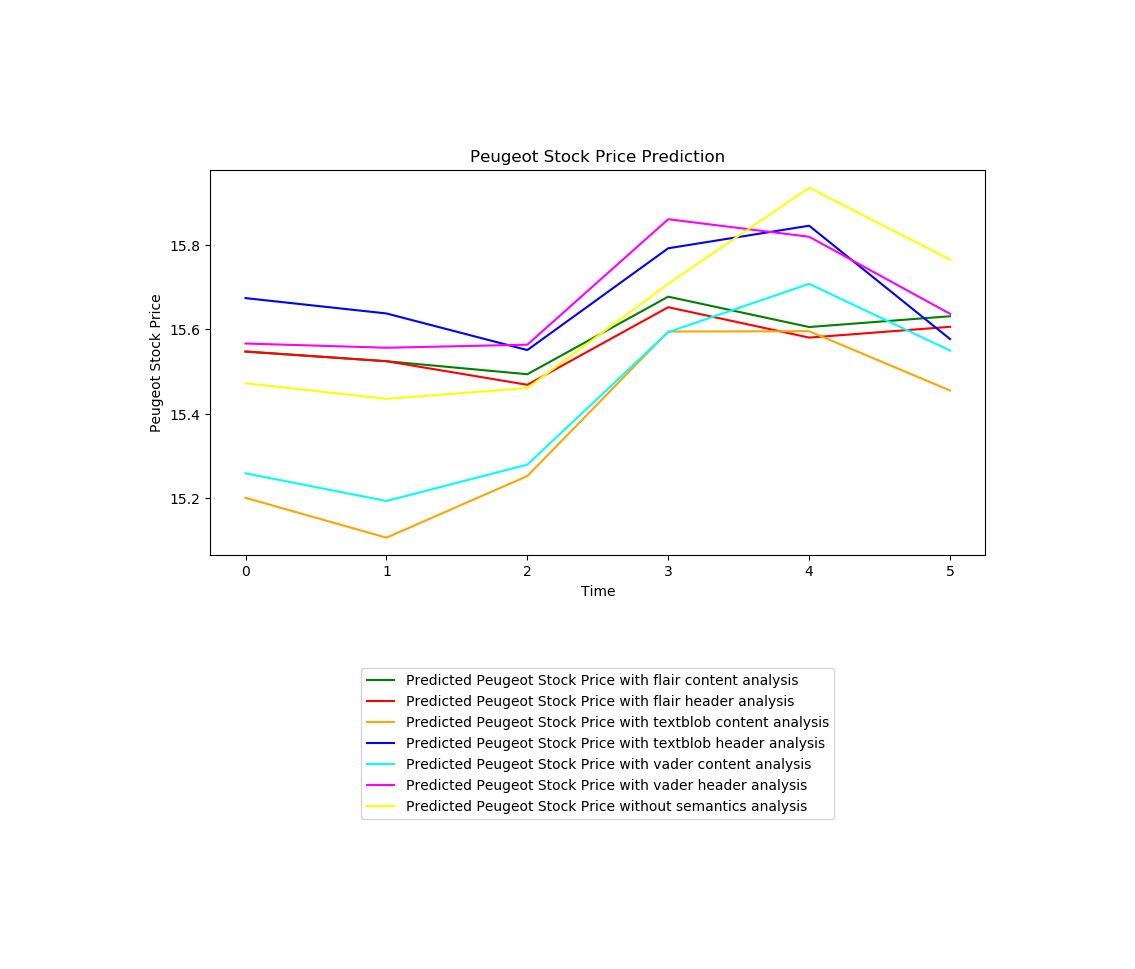 Peugeot Stock Price Prediction
Peugeot Stock Price
15.8
15.6
15.4
15.2
0 1 2 3 4 5
Time
Predicted Peugeot Stock Price with flair content analysis
Predicted Peugeot Stock Price with flair header analysis
Predicted Peugeot Stock Price with textblob content analysis
Predicted Peugeot Stock Price with textblob header analysis
Predicted Peugeot Stock Price with vader content analysis
Predicted Peugeot Stock Price with vader header analysis
Predicted Peugeot Stock Price without semantics analysis